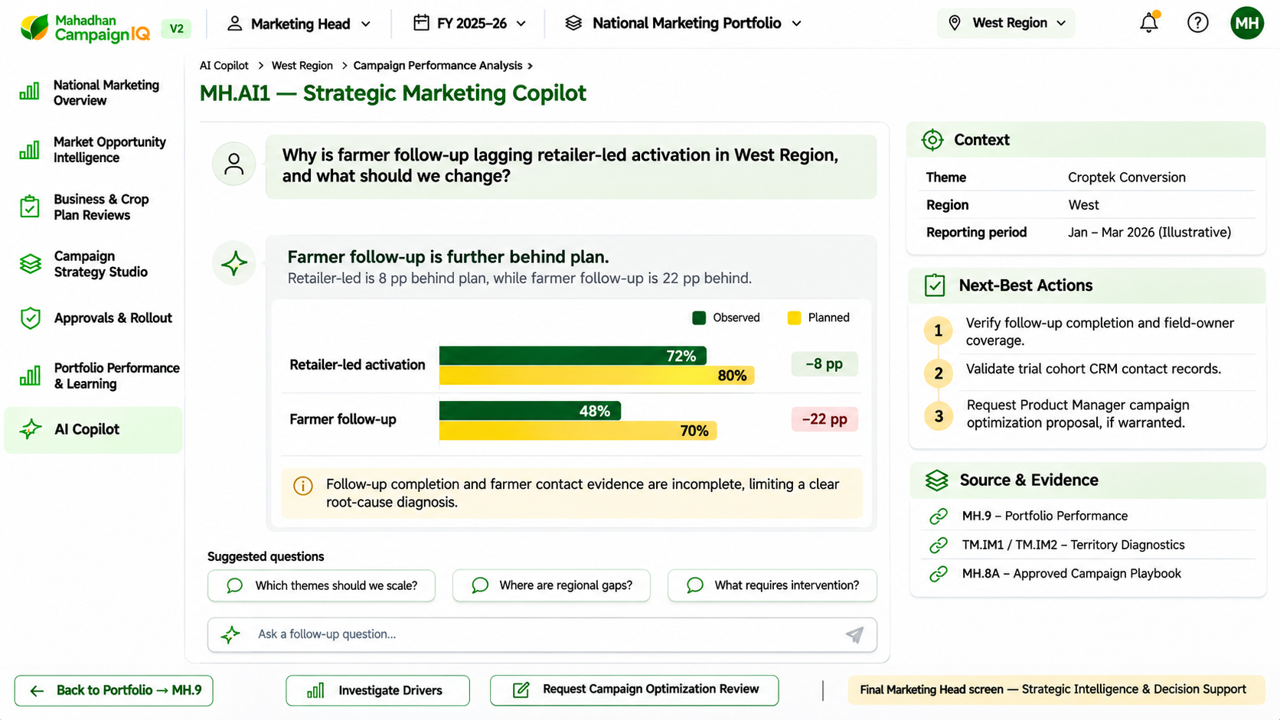 Mahadhan
CampaignIQ
V2
Marketing Head
FY 2025–26
National Marketing Portfolio
West Region
MH
National Marketing
Overview
Market Opportunity
Intelligence
Business & Crop
Plan Reviews
Campaign
Strategy Studio
Approvals & Rollout
Portfolio Performance
& Learning
AI Copilot
AI Copilot > West Region > Campaign Performance Analysis >
MH.AI1 — Strategic Marketing Copilot
Why is farmer follow-up lagging retailer-led activation in West Region,
and what should we change?
Farmer follow-up is further behind plan.
Retailer-led is 8 pp behind plan, while farmer follow-up is 22 pp behind.
Observed
Planned
Retailer-led activation
72%
80%
−8 pp
Farmer follow-up
48%
70%
−22 pp
Follow-up completion and farmer contact evidence are incomplete, limiting a clear
root-cause diagnosis.
Suggested questions
Which themes should we scale?
Where are regional gaps?
What requires intervention?
Ask a follow-up question...
Context
Theme Croptek Conversion
Region West
Reporting period Jan – Mar 2026 (Illustrative)
Next-Best Actions
1 Verify follow-up completion and field-owner
coverage.
2 Validate trial cohort CRM contact records.
3 Request Product Manager campaign
optimization proposal, if warranted.
Source & Evidence
MH.9 – Portfolio Performance
TM.IM1 / TM.IM2 – Territory Diagnostics
MH.8A – Approved Campaign Playbook
← Back to Portfolio → MH.9
Investigate Drivers
Request Campaign Optimization Review
Final Marketing Head screen — Strategic Intelligence & Decision Support